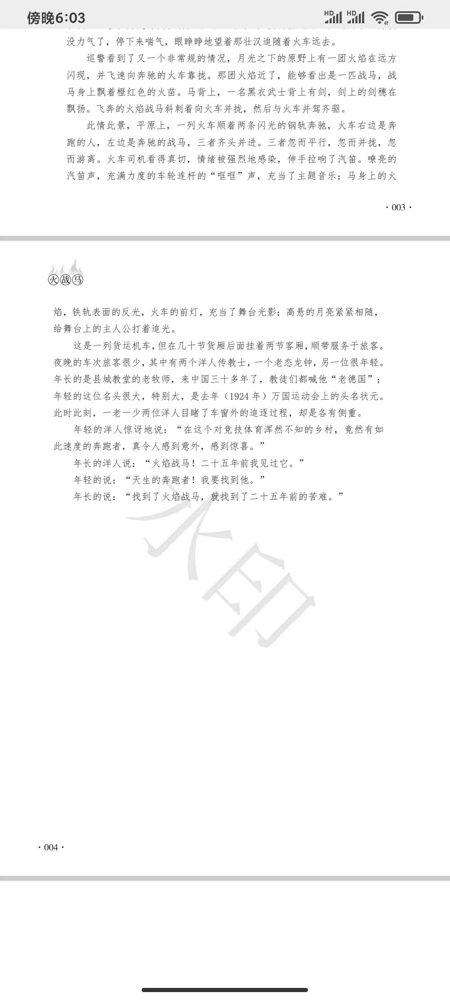 傍晚6:03
HD HD
没力气了，停下来喘气，眼睁睁地望着那壮汉追随着火车远去。
巡警看到了又一个非常规的情况，月光之下的原野上有一团火焰在远方
闪现，并飞速向奔驰的火车靠拢。那团火焰近了，能够看出是一匹战马，战
马身上飘着橙红色的火苗。马背上，一名黑衣武士背上有剑，剑上的剑穗在
飘扬。飞奔的火焰战马斜刺着向火车并拢，然后与火车并驾齐驱。
此情此景，平原上，一列火车顺着两条闪光的钢轨奔驰，火车右边是奔
跑的人，左边是奔驰的战马，三者齐头并进。三者忽而平行，忽而并拢，忽
而游离。火车司机看得真切，情绪被强烈地感染，伸手拉响了汽笛。嘹亮的
汽笛声，充满力度的车轮连杆的“哐哐”声，充当了主题音乐；马身上的火
·003·
火战马
焰，铁轨表面的反光，火车的前灯，充当了舞台光影；高悬的月亮紧紧相随，
给舞台上的主人公打着追光。
这是一列货运机车，但在几十节货厢后面挂着两节客厢，顺带服务于旅客。
夜晚的车次旅客很少，其中有两个洋人传教士，一个老态龙钟，另一位很年轻。
年长的是县城教堂的老牧师，来中国三十多年了，教徒们都喊他“老德国”；
年轻的这位名头很大，特别大，是去年（1924 年）万国运动会上的头名状元。
此时此刻，一老一少两位洋人目睹了车窗外的追逐过程，却是各有侧重。
年轻的洋人惊讶地说：“在这个对竞技体育浑然不知的乡村，竟然有如
此速度的奔跑者，真令人感到意外，感到惊喜。”
年长的洋人说：“火焰战马！二十五年前我见过它。”
年轻的说：“天生的奔跑者！我要找到他。”
年长的说：“找到了火焰战马，就找到了二十五年前的苦难。”
水印
·004·